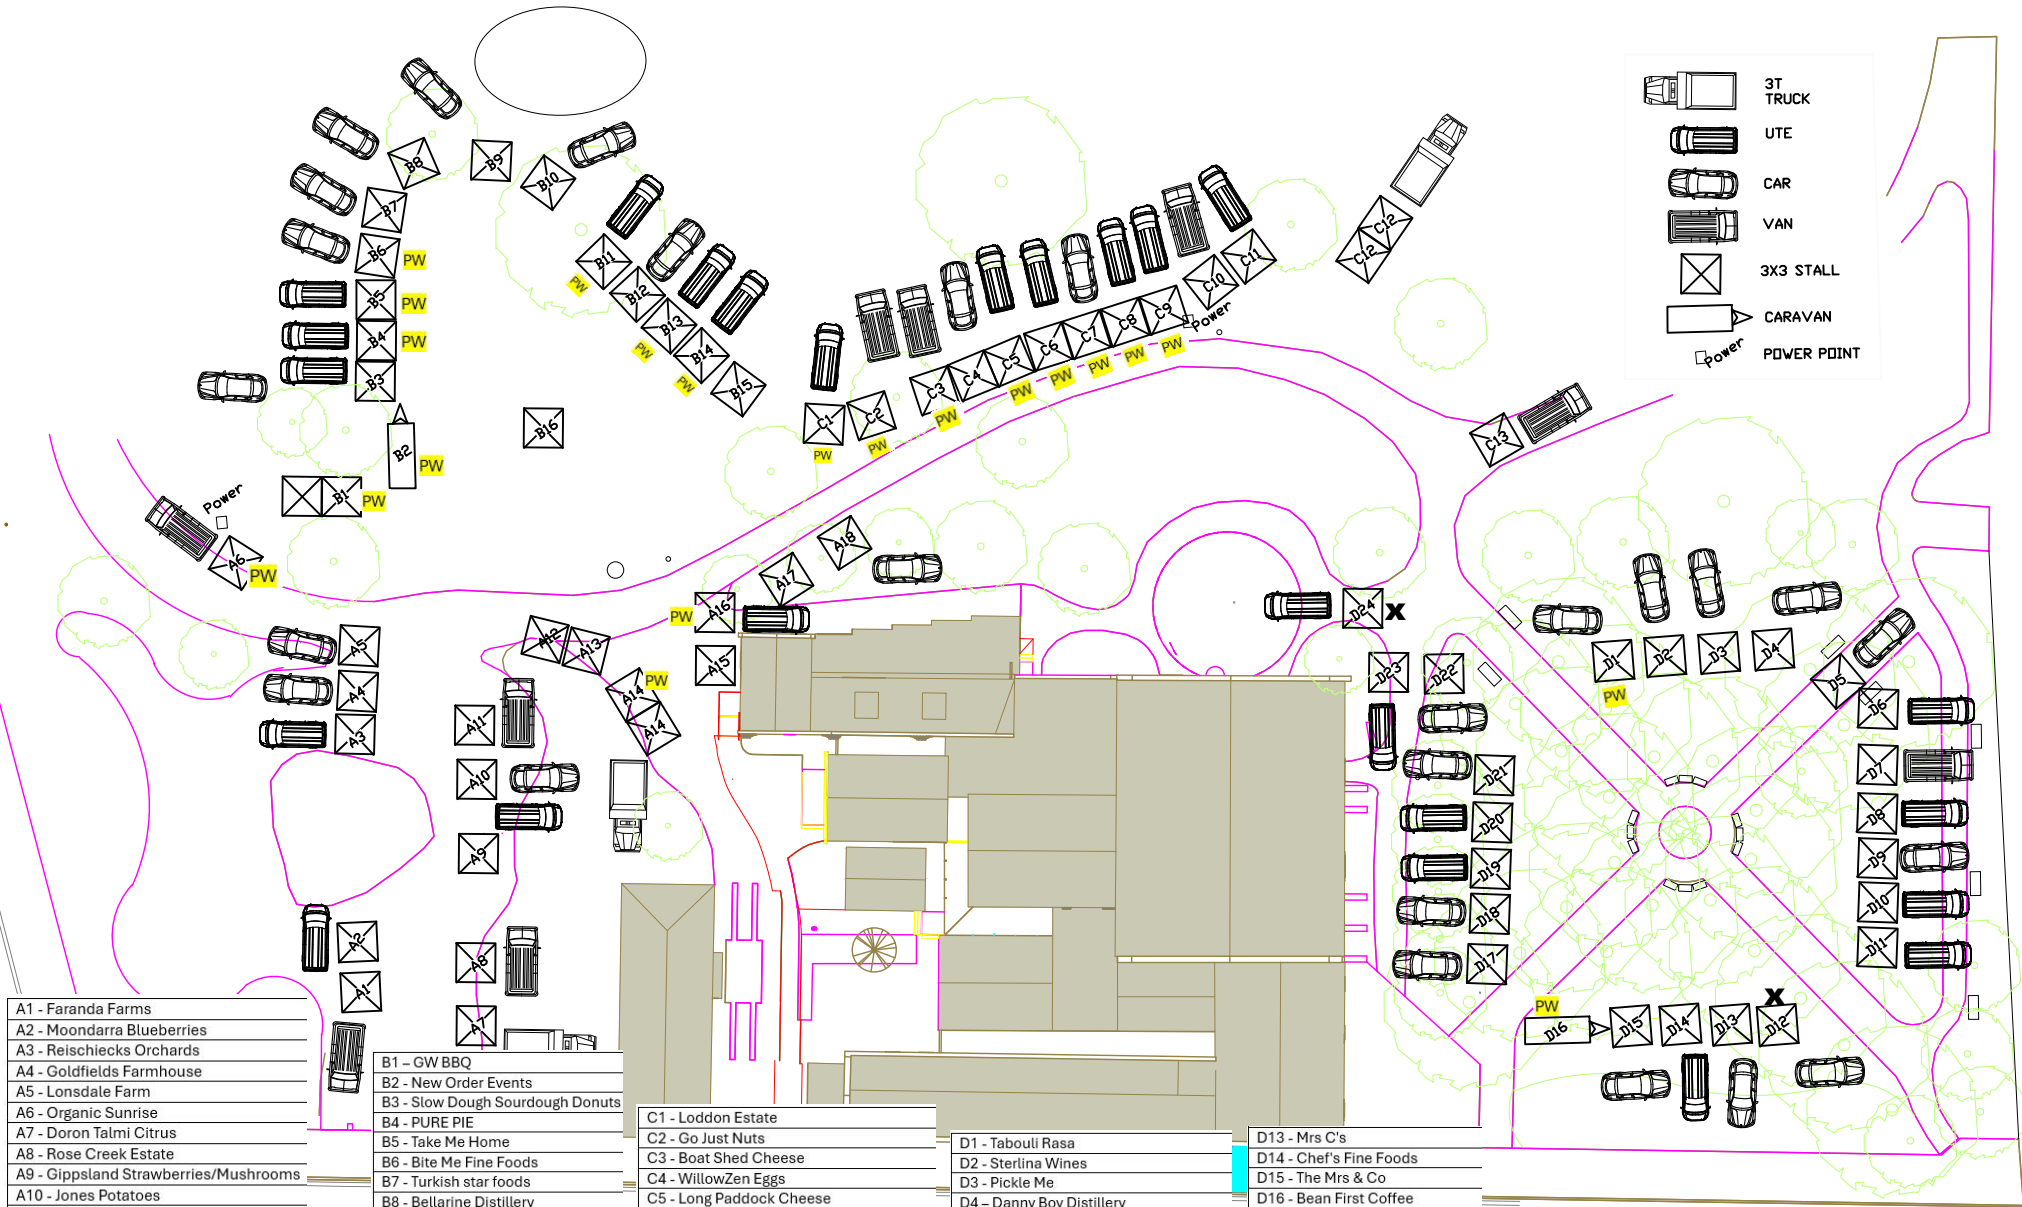 3T
TRUCK
UTE
CAR
VAN
3X3 STALL
CARAVAN
Power
POWER POINT
B8
B9
B10
B7
B6
PW
B5
PW
B4
PW
B3
B2
PW
B1
PW
B16
B11
PW
B12
B13
PW
B14
PW
B15
C1
PW
C2
PW
C3
PW
C4
C5
PW
C6
PW
C7
PW
C8
PW
C9
PW
Power
C10
C11
C12
C12
C13
Power
A6
PW
A5
A4
A3
A2
A1
A12
A13
A14
PW
A14
A11
A10
A9
A8
A7
A18
A17
A16
PW
A15
D24
X
D23
D22
D21
D20
D19
D18
D17
D1
PW
D2
D3
D4
D5
D6
D7
D8
D9
D10
D11
X
D12
D13
D14
D15
D16
PW
A1 - Faranda Farms
A2 - Moondarra Blueberries
A3 - Reischiecks Orchards
A4 - Goldfields Farmhouse
A5 - Lonsdale Farm
A6 - Organic Sunrise
A7 - Doron Talmi Citrus
A8 - Rose Creek Estate
A9 - Gippsland Strawberries/Mushrooms
A10 - Jones Potatoes
B1 – GW BBQ
B2 - New Order Events
B3 - Slow Dough Sourdough Donuts
B4 - PURE PIE
B5 - Take Me Home
B6 - Bite Me Fine Foods
B7 - Turkish star foods
B8 - Bellarine Distillery
C1 - Loddon Estate
C2 - Go Just Nuts
C3 - Boat Shed Cheese
C4 - WillowZen Eggs
C5 - Long Paddock Cheese
D1 - Tabouli Rasa
D2 - Sterlina Wines
D3 - Pickle Me
D4 – Danny Boy Distillery
D13 - Mrs C's
D14 - Chef's Fine Foods
D15 - The Mrs & Co
D16 - Bean First Coffee